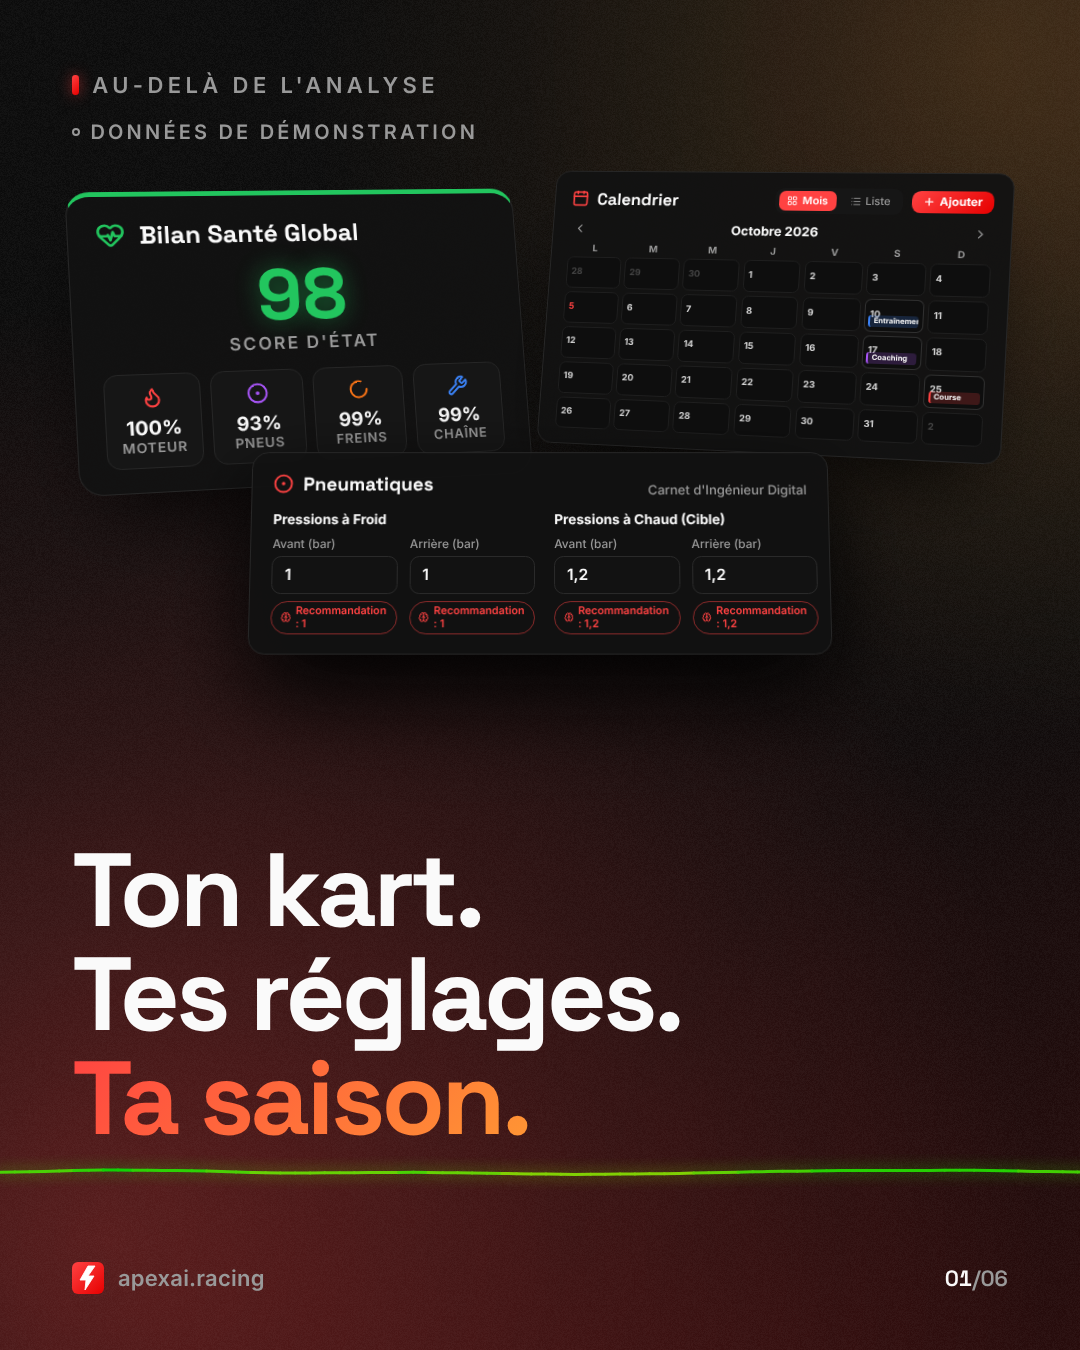 AU-DELÀ DE L'ANALYSE
DONNÉES DE DÉMONSTRATION
Bilan Santé Global
98
SCORE D'ÉTAT
100%
MOTEUR
93%
PNEUS
99%
FREINS
99%
CHAÎNE
Calendrier
Mois
Liste
+ Ajouter
Octobre 2026
L M M J V S D
28 29 30 1 2 3 4
5 6 7 8 9 10 11
Entraînemen
12 13 14 15 16 17 18
Coaching
19 20 21 22 23 24 25
Course
26 27 28 29 30 31 2
Pneumatiques
Carnet d'Ingénieur Digital
Pressions à Froid
Pressions à Chaud (Cible)
Avant (bar) Arrière (bar) Avant (bar) Arrière (bar)
1 1 1,2 1,2
Recommandation
: 1
Recommandation
: 1
Recommandation
: 1,2
Recommandation
: 1,2
Ton kart.
Tes réglages.
Ta saison.
apexai.racing
01/06